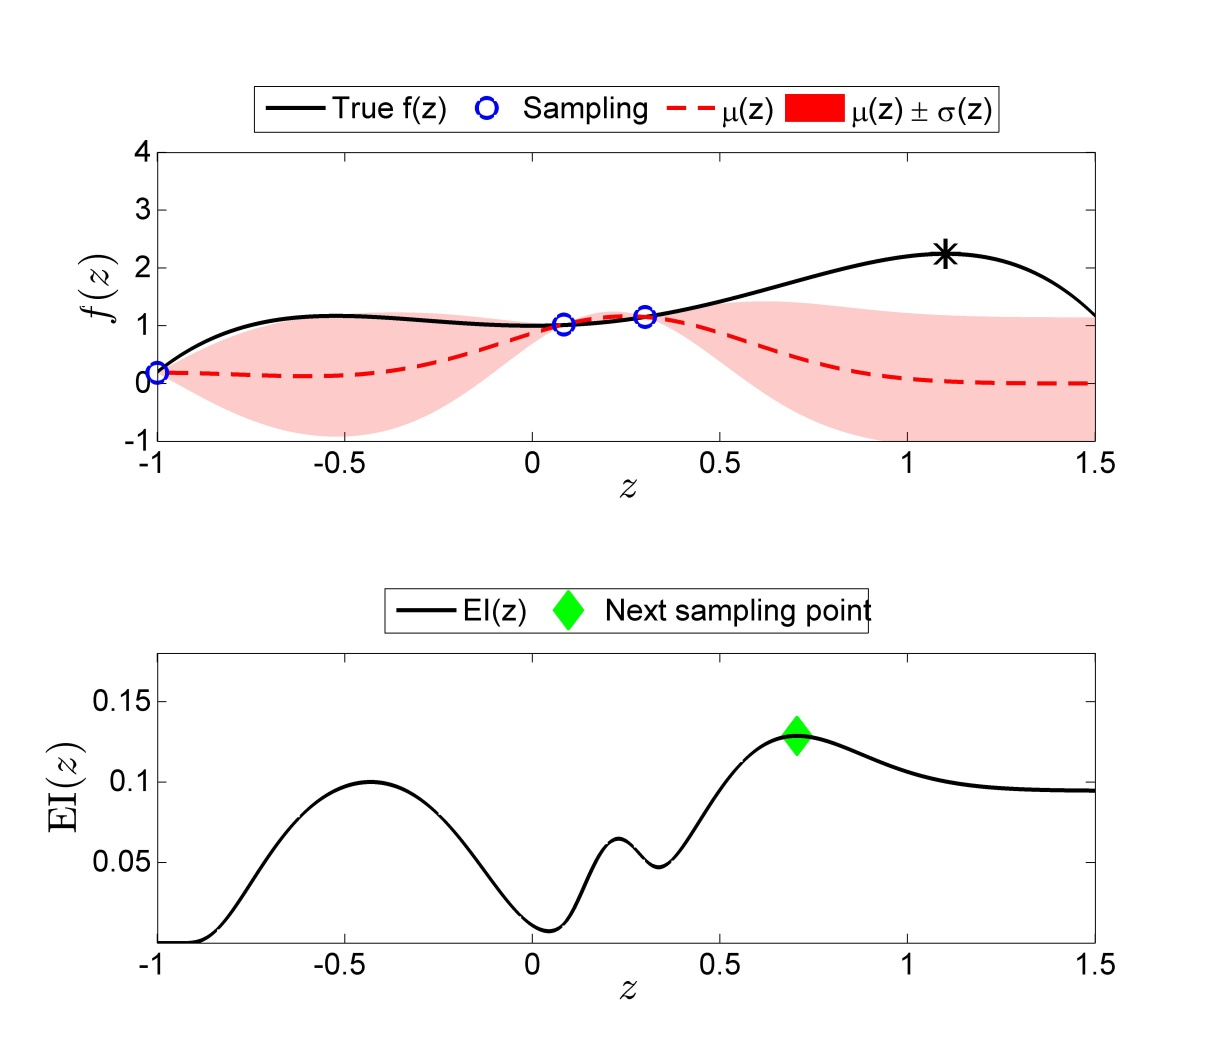 True f(z) Sampling μ(z) μ(z) ± σ(z)
4
3
2
1
0
-1
f(z)
-1 -0.5 0 0.5 1 1.5
z
EI(z) Next sampling point
0.15
0.1
0.05
EI(z)
-1 -0.5 0 0.5 1 1.5
z